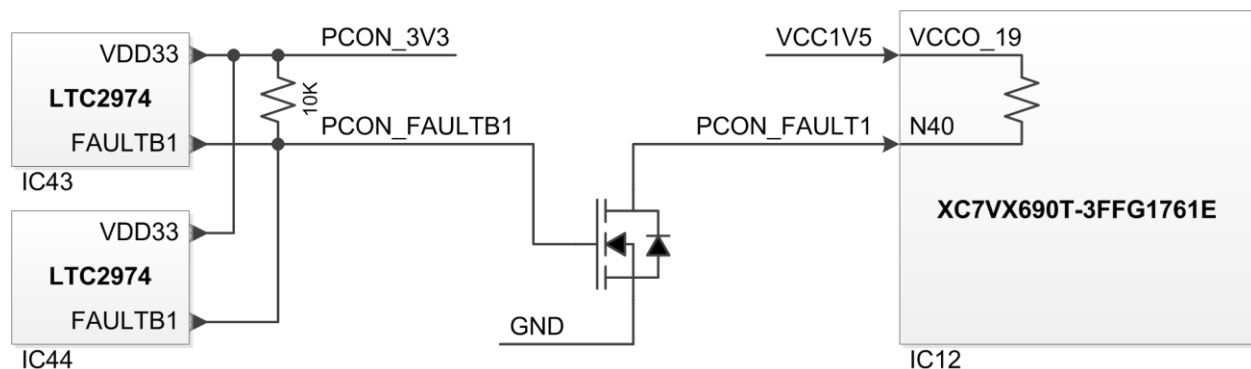 VDD33
LTC2974
FAULTB1
IC43
VDD33
LTC2974
FAULTB1
IC44
PCON_3V3
10K
PCON_FAULTB1
GND
VCC1V5
PCON_FAULT1
VCCO_19
N40
XC7VX690T-3FFG1761E
IC12